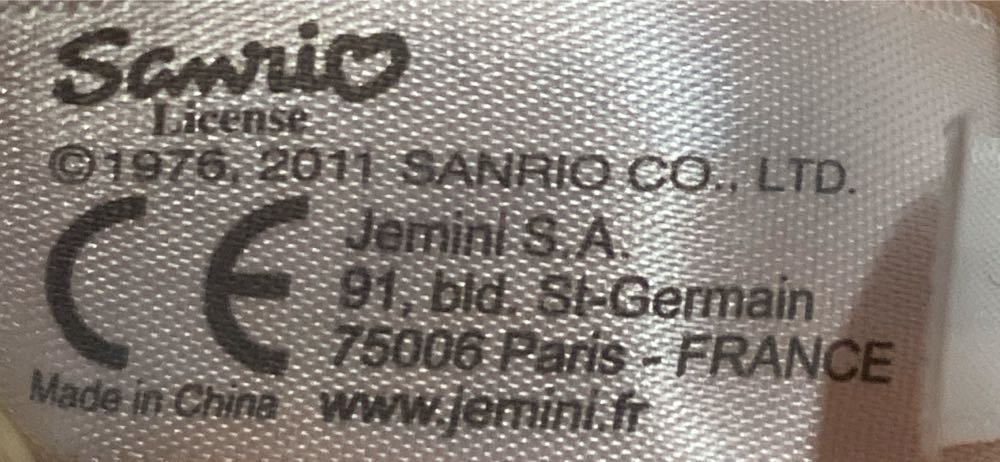 Sanrio
License
©1976, 2011 SANRIO CO., LTD.
CE
Jemini S.A.
91, bld. St-Germain
75006 Paris - FRANCE
Made in China
www.jemini.fr